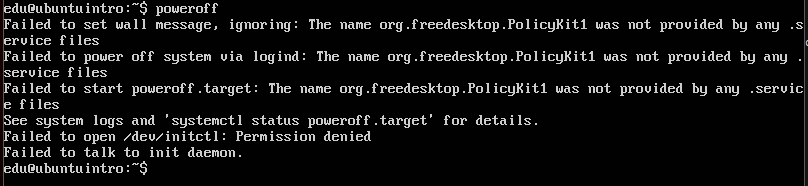 edu@ubuntuintro:~$ poweroff
Failed to set wall message, ignoring: The name org.freedesktop.PolicyKit1 was not provided by any .s
ervice files
Failed to power off system via logind: The name org.freedesktop.PolicyKit1 was not provided by any .
service files
Failed to start poweroff.target: The name org.freedesktop.PolicyKit1 was not provided by any .servic
e files
See system logs and 'systemctl status poweroff.target' for details.
Failed to open /dev/initctl: Permission denied
Failed to talk to init daemon.
edu@ubuntuintro:~$